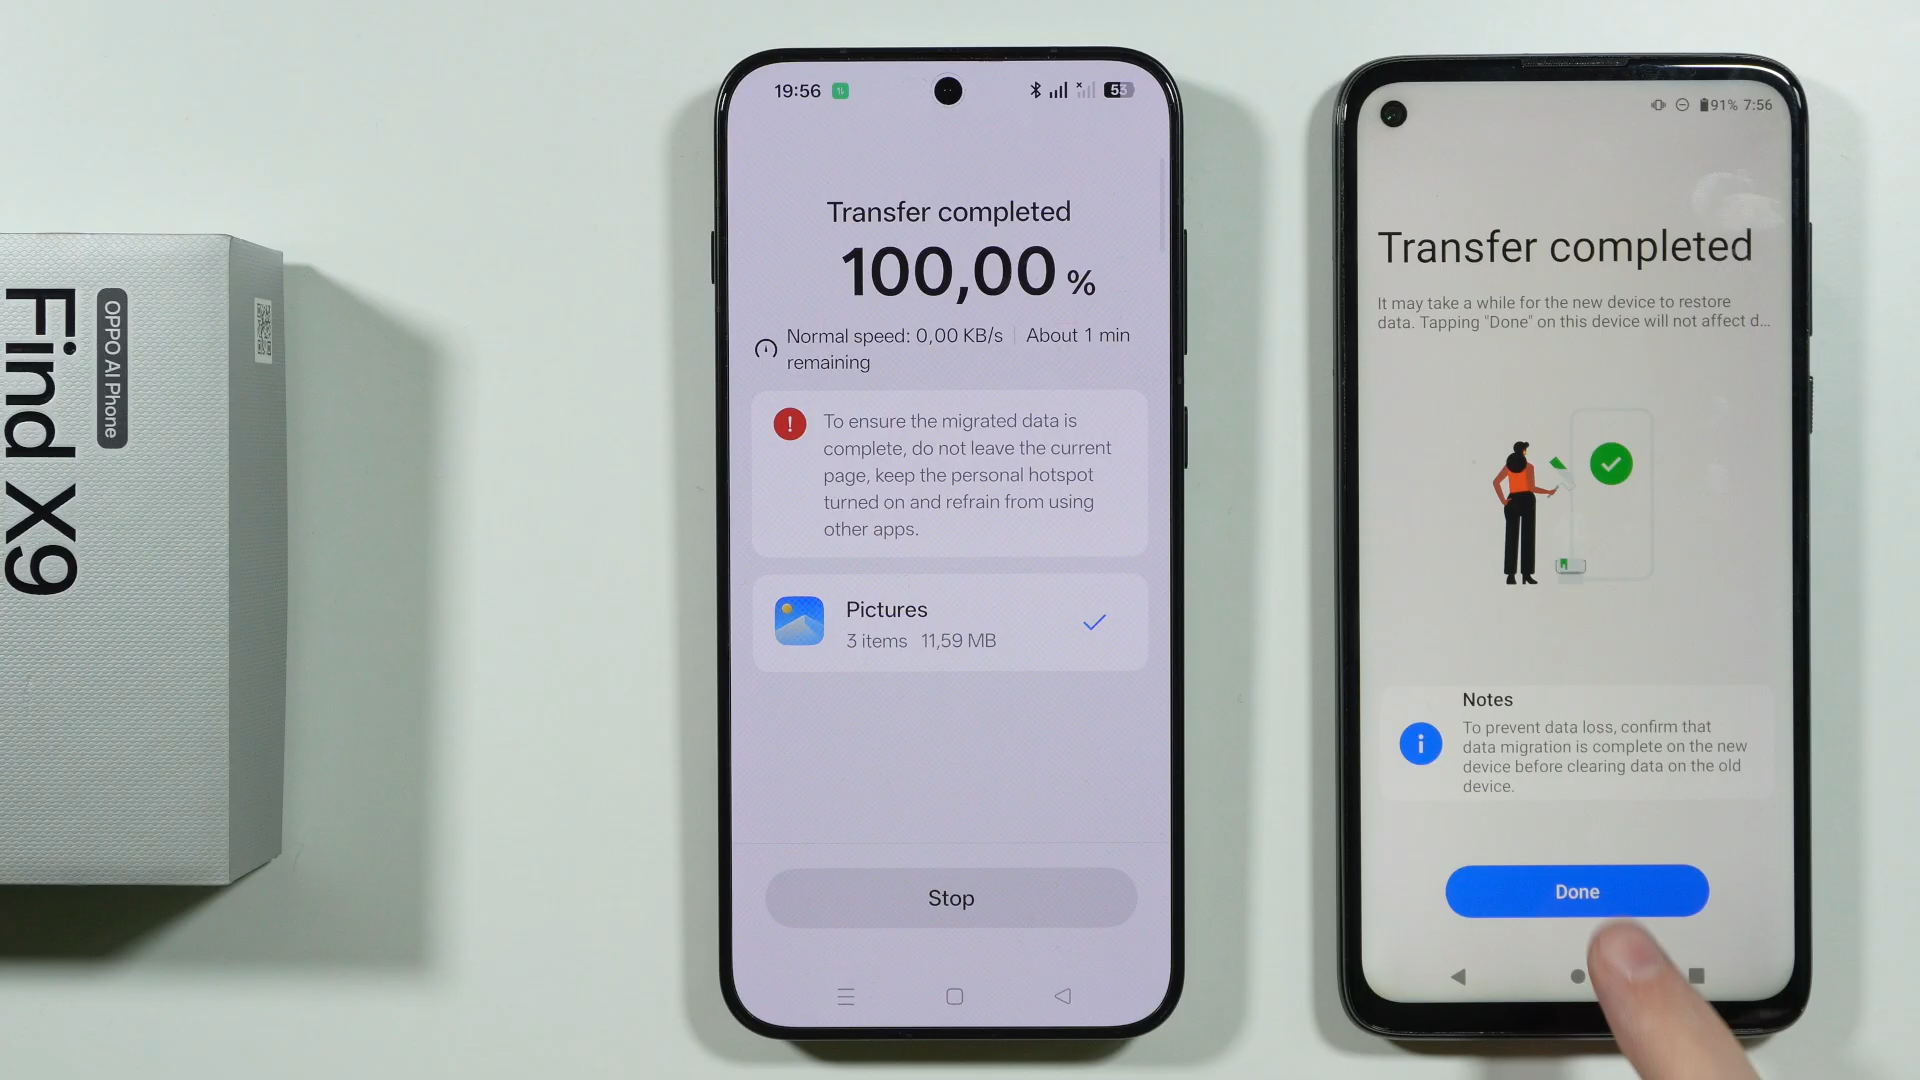 OPPO AI Phone
Find X9
19:56
53
Transfer completed
100,00 %
Normal speed: 0,00 KB/s | About 1 min
remaining
To ensure the migrated data is
complete, do not leave the current
page, keep the personal hotspot
turned on and refrain from using
other apps.
Pictures
3 items 11,59 MB
Stop
91% 7:56
Transfer completed
It may take a while for the new device to restore
data. Tapping "Done" on this device will not affect d...
Notes
To prevent data loss, confirm that
data migration is complete on the new
device before clearing data on the old
device.
Done